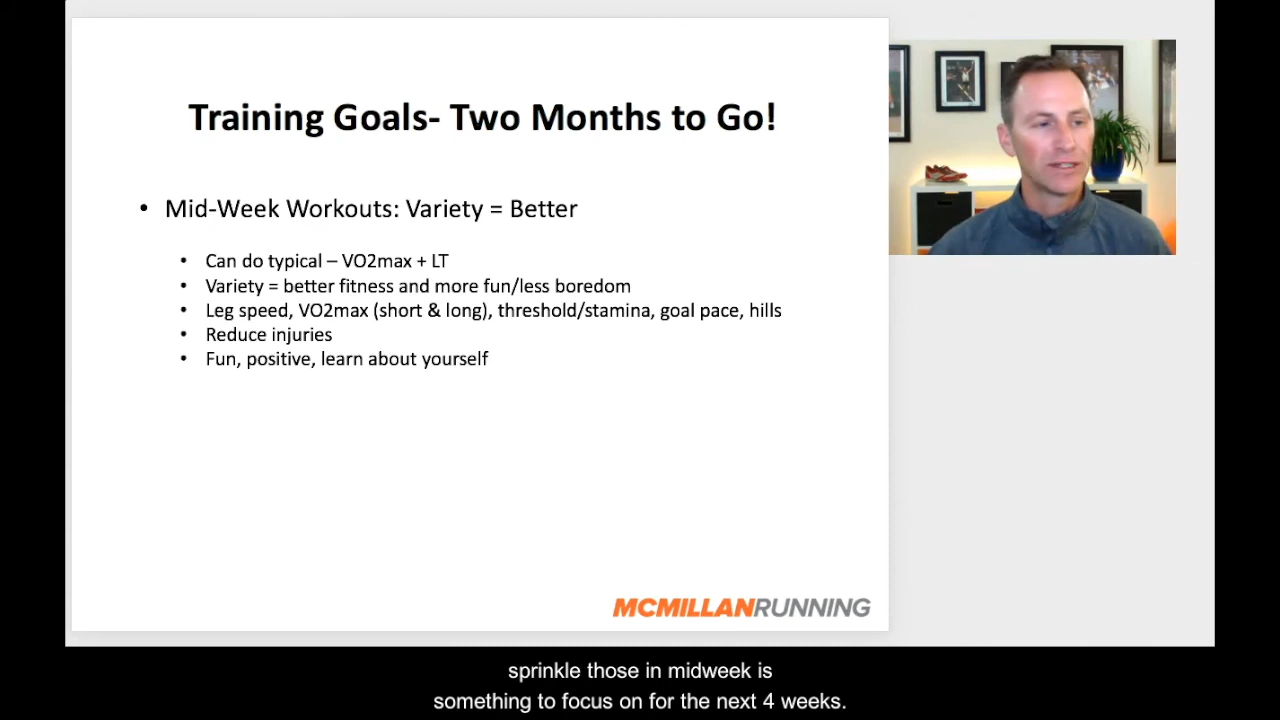 Training Goals- Two Months to Go!
• Mid-Week Workouts: Variety = Better
• Can do typical – VO2max + LT
• Variety = better fitness and more fun/less boredom
• Leg speed, VO2max (short & long), threshold/stamina, goal pace, hills
• Reduce injuries
• Fun, positive, learn about yourself
MCMILLANRUNNING
sprinkle those in midweek is
something to focus on for the next 4 weeks.